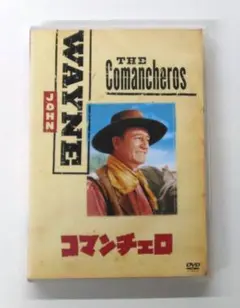 JOHN
WAYNE
THE
Comancheros
コマンチェロ
DVD